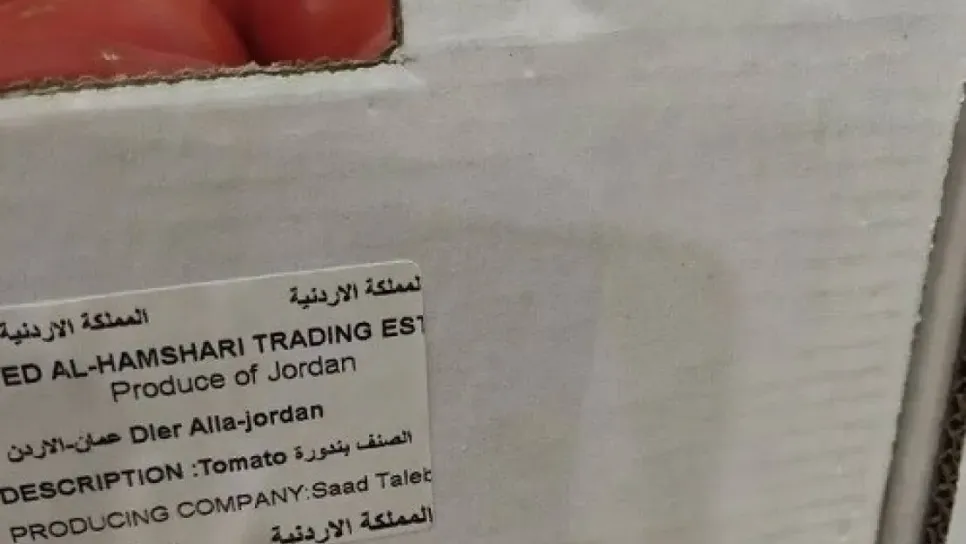 المملكة الاردنية المملكة الاردنية
ED AL-HAMSHARI TRADING EST
Produce of Jordan
عمان-الاردن Dler Alla-jordan
DESCRIPTION :Tomato الصنف بندورة
PRODUCING COMPANY:Saad Taleb
المملكة الاردنية